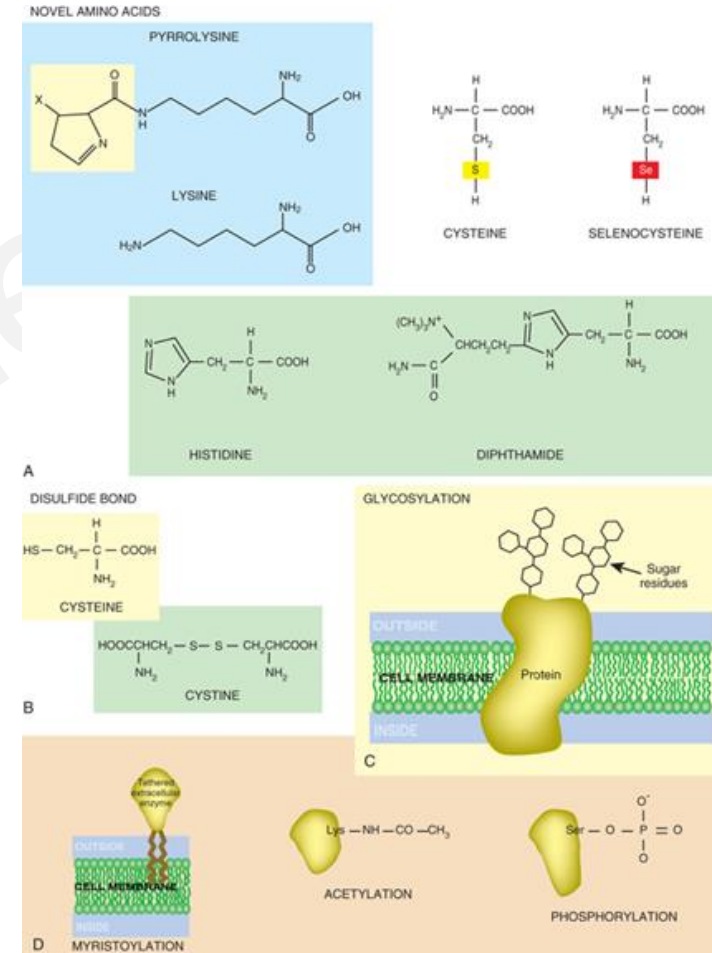 NOVEL AMINO ACIDS
PYRROLYSINE
O
X
N
H
N
NH₂
OH
O
LYSINE
H₂N
NH₂
OH
O
H
H₂N—C—COOH
CH₂
S
H
CYSTEINE
H
H₂N—C—COOH
CH₂
Se
H
SELENOCYSTEINE
N
N
H
H
CH₂—C—COOH
NH₂
HISTIDINE
(CH₃)₃N⁺
CHCH₂CH₂
H₂N—C
O
N
N
H
H
CH₂—C—COOH
NH₂
DIPHTHAMIDE
A
DISULFIDE BOND
H
HS—CH₂—C—COOH
NH₂
CYSTEINE
HOOCCHCH₂—S—S—CH₂CHCOOH
NH₂ NH₂
CYSTINE
B
GLYCOSYLATION
Sugar
residues
OUTSIDE
CELL MEMBRANE
Protein
INSIDE
C
Tethered
extracellular
enzyme
OUTSIDE
CELL MEMBRANE
INSIDE
D
MYRISTOYLATION
Lys—NH—CO—CH₃
ACETYLATION
O⁻
Ser—O—P=O
O
PHOSPHORYLATION